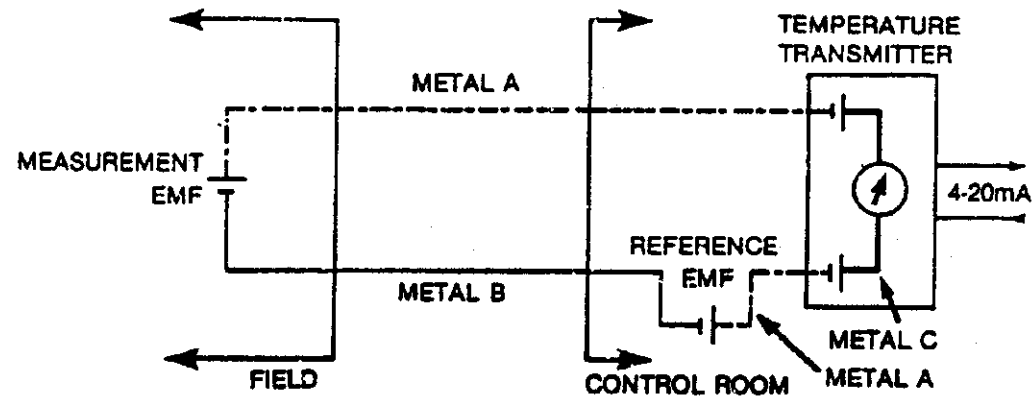 TEMPERATURE
TRANSMITTER
METAL A
MEASUREMENT
EMF
4-20mA
REFERENCE
EMF
METAL B
METAL C
FIELD
CONTROL ROOM
METAL A